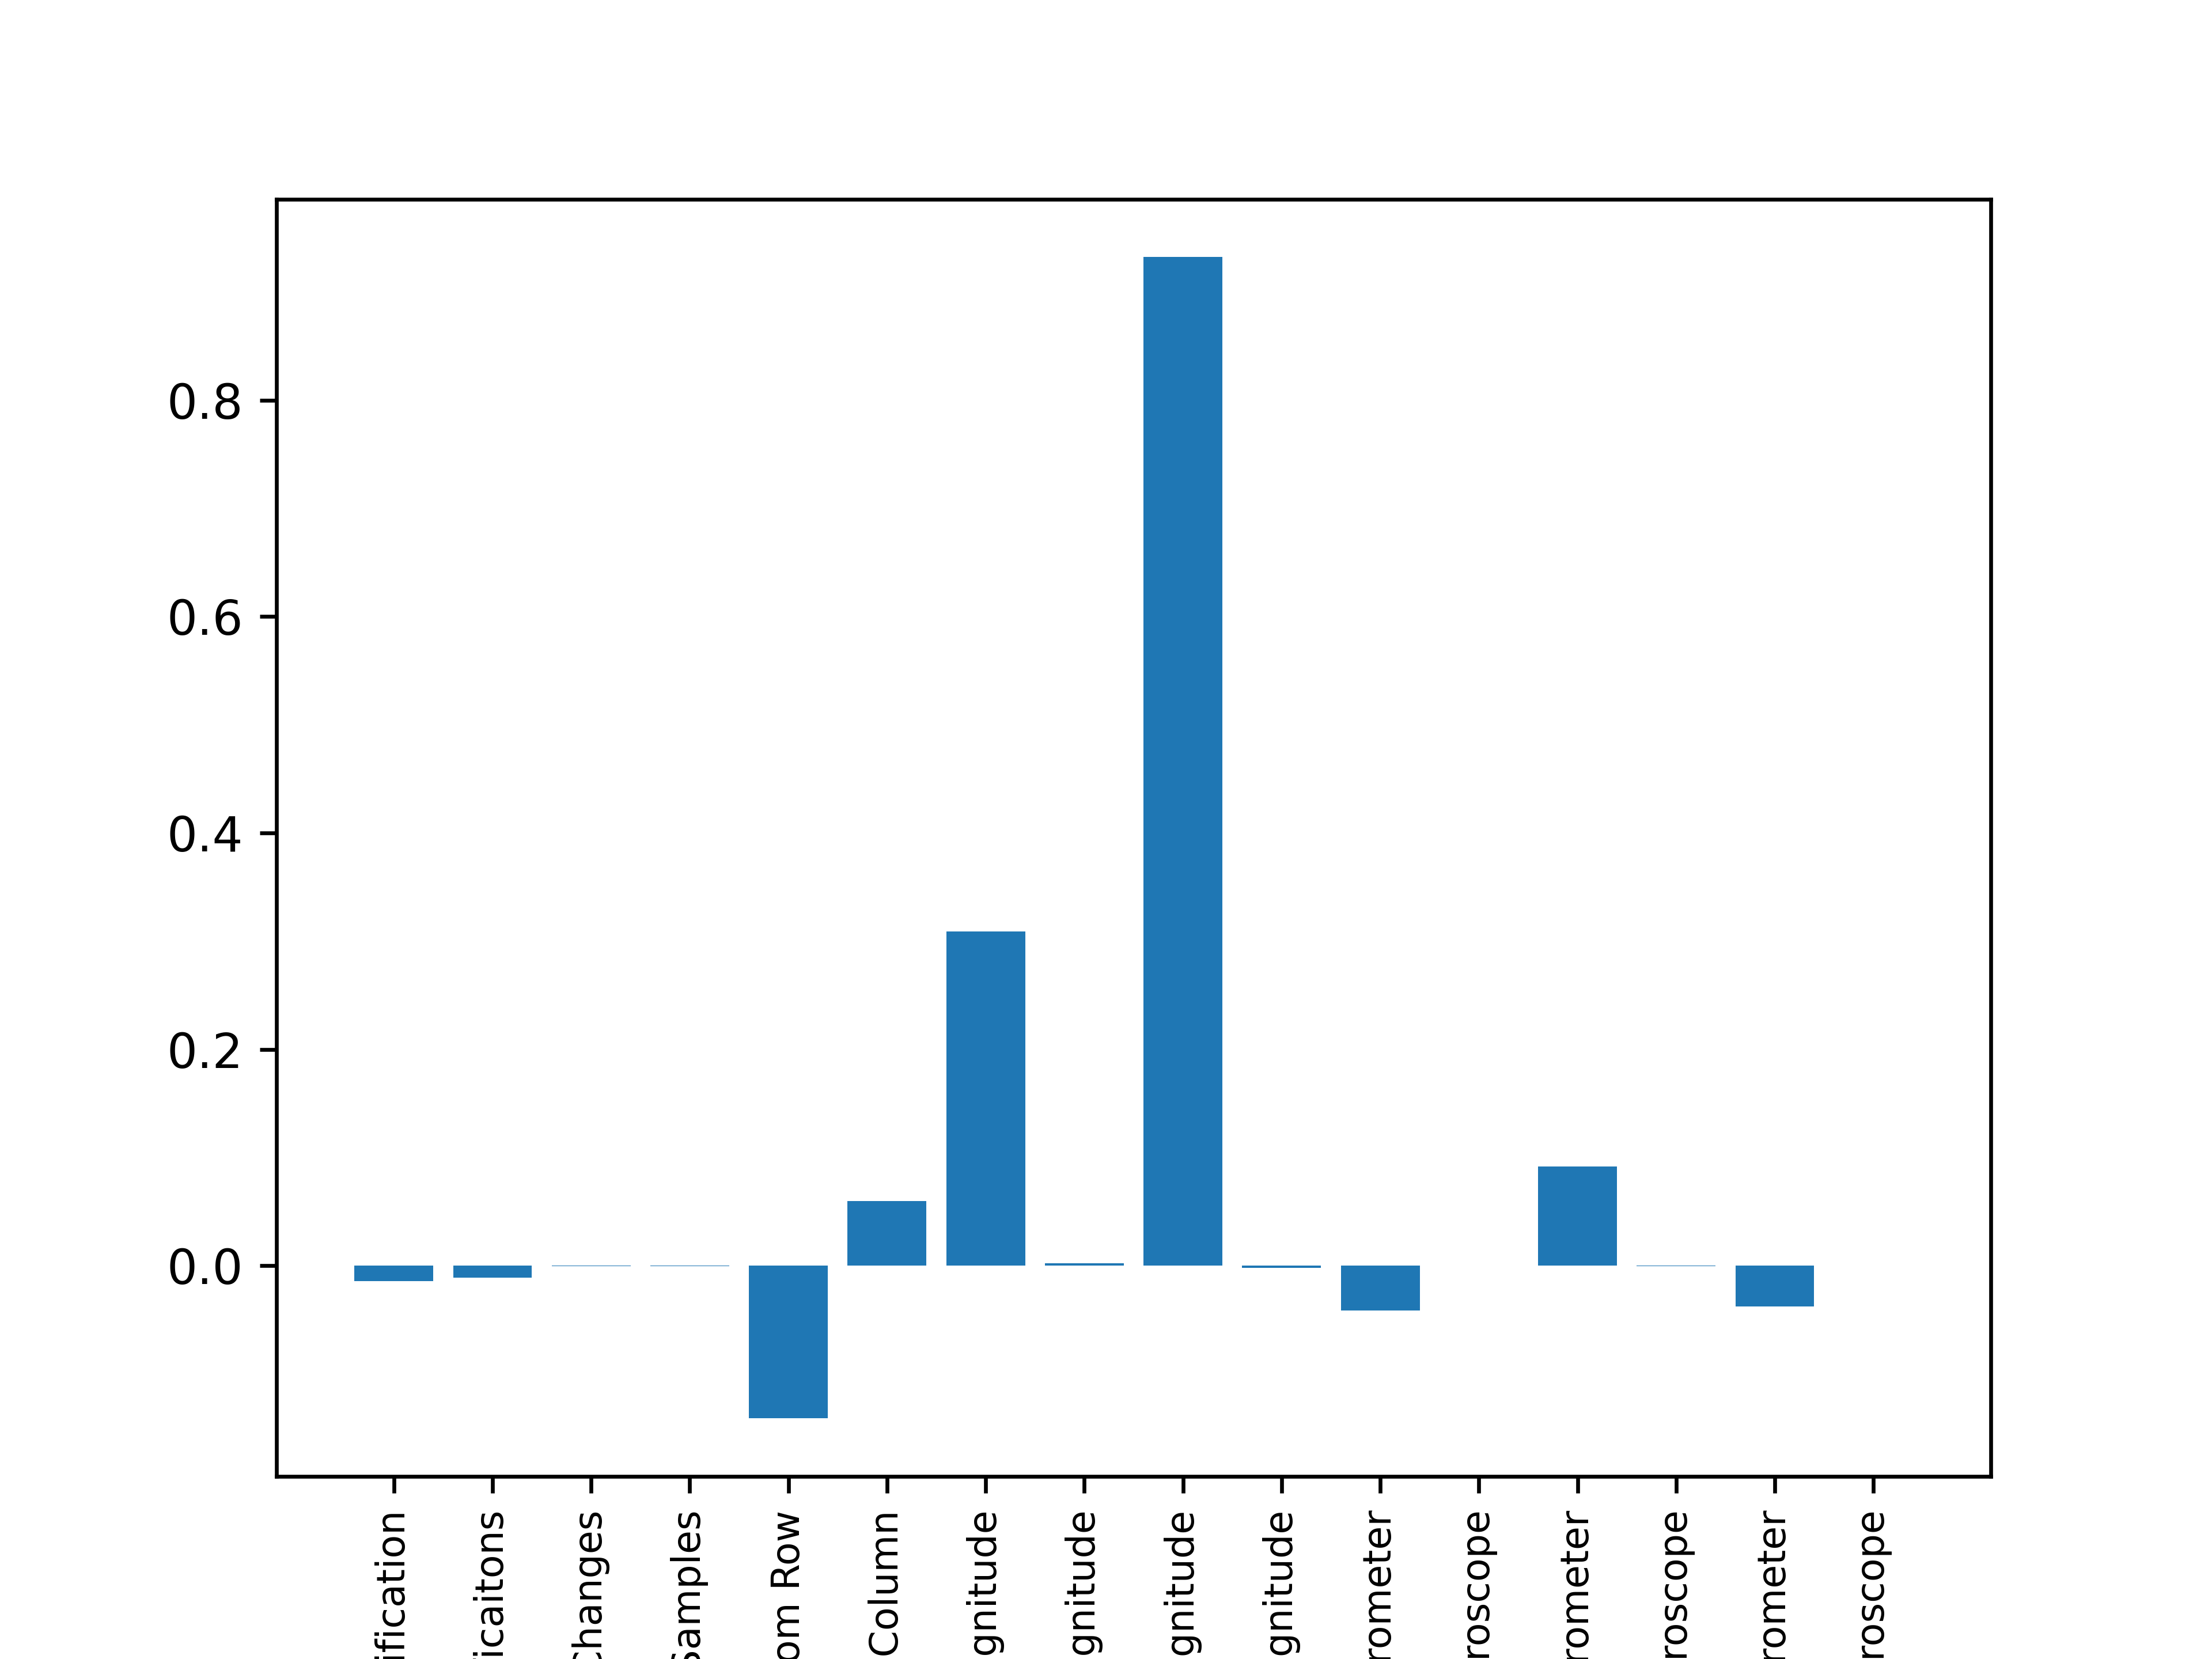 0.8
0.6
0.4
0.2
0.0
ification
icaitons
hanges
Samples
om Row
Column
gnitude
gnitude
gnitude
gnitude
rometer
roscope
rometer
roscope
rometer
roscope